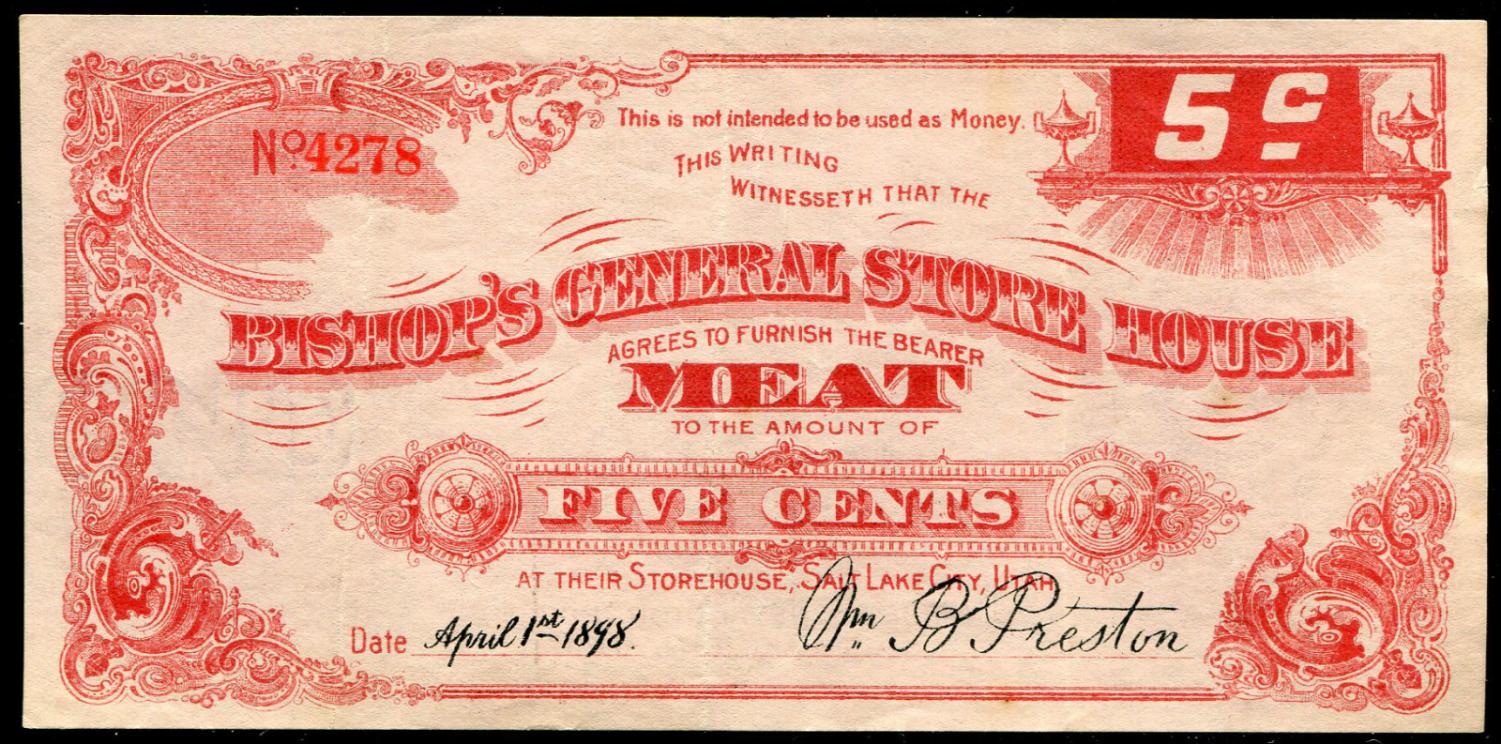 No. 4278
This is not intended to be used as Money.
5 C
THIS WRITING
WITNESSETH THAT THE
BISHOP'S GENERAL STORE HOUSE
AGREES TO FURNISH THE BEARER
MEAT
TO THE AMOUNT OF
FIVE CENTS
AT THEIR STOREHOUSE, SALT LAKE CITY, UTAH
Date April 1st 1898.
Wm. B. Preston